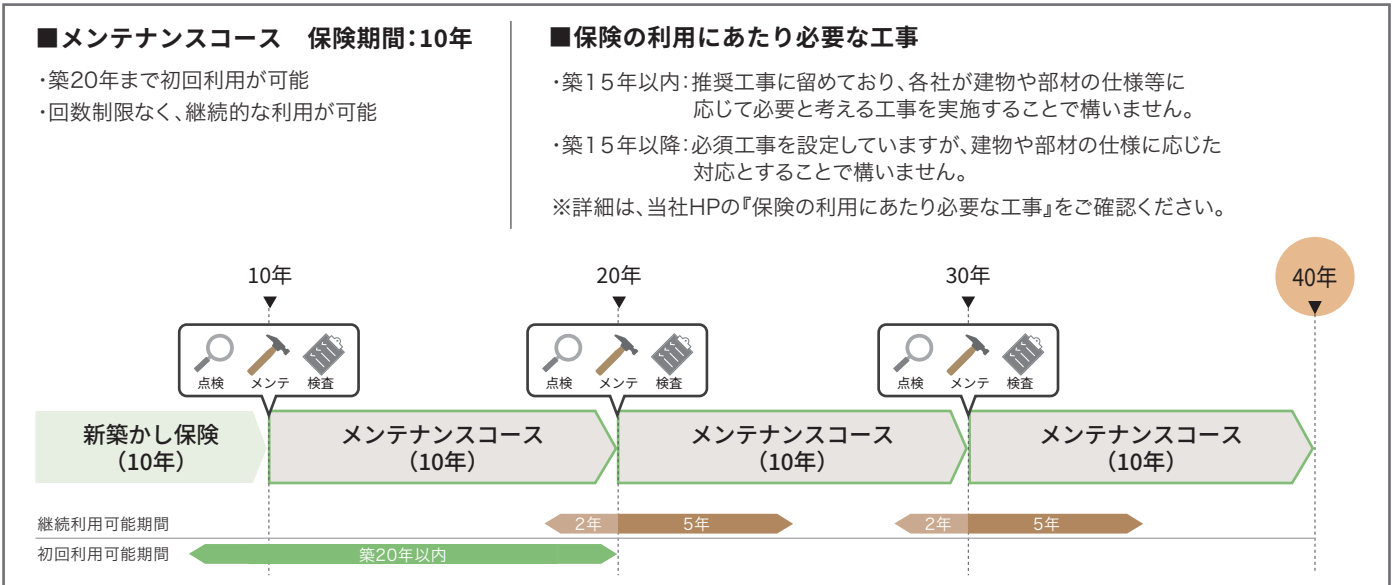 ■メンテナンスコース　保険期間：10年
・築20年まで初回利用が可能
・回数制限なく、継続的な利用が可能
■保険の利用にあたり必要な工事
・築15年以内：推奨工事に留めており、各社が建物や部材の仕様等に
応じて必要と考える工事を実施することで構いません。
・築15年以降：必須工事を設定していますが、建物や部材の仕様に応じた
対応とすることで構いません。
※詳細は、当社HPの『保険の利用にあたり必要な工事』をご確認ください。
10年
20年
30年
40年
点検 メンテ 検査
点検 メンテ 検査
点検 メンテ 検査
新築かし保険
（10年）
メンテナンスコース
（10年）
メンテナンスコース
（10年）
メンテナンスコース
（10年）
継続利用可能期間
2年 5年
2年 5年
初回利用可能期間
築20年以内